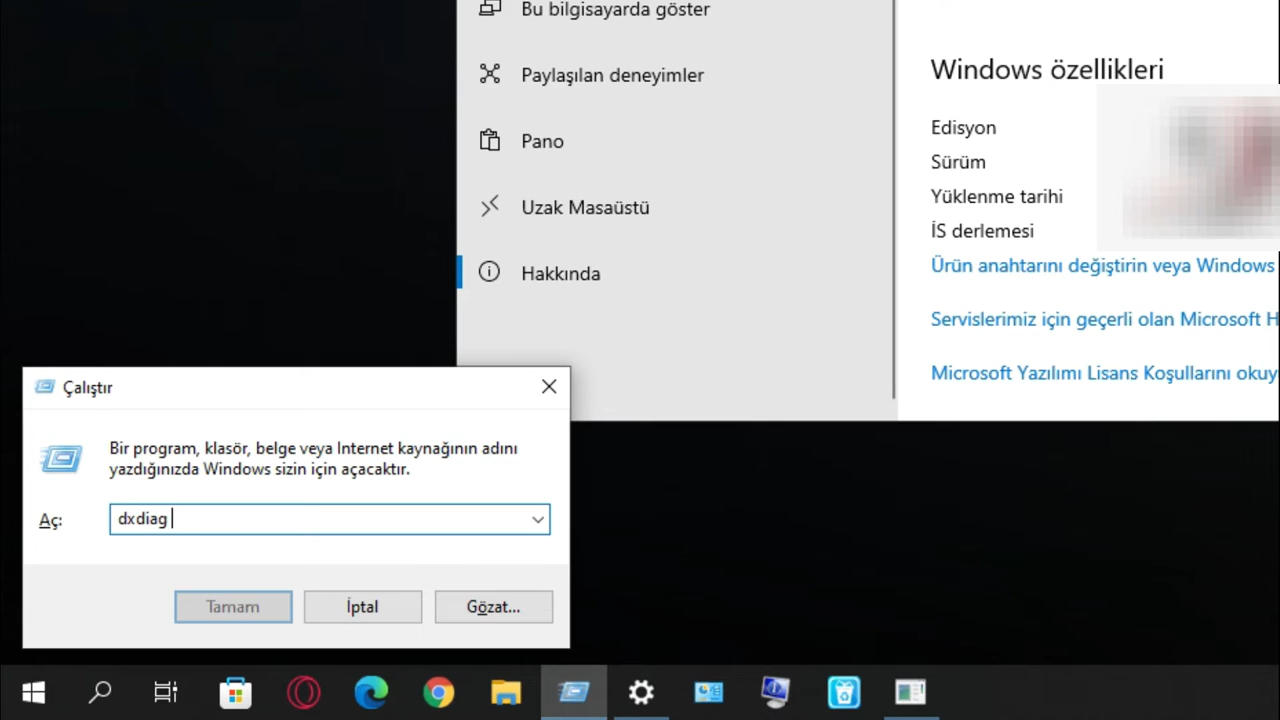 Bu bilgisayarda göster
Paylaşılan deneyimler
Pano
Uzak Masaüstü
Hakkında
Windows özellikleri
Edisyon
Sürüm
Yüklenme tarihi
İS derlemesi
Ürün anahtarını değiştirin veya Windows
Servislerimiz için geçerli olan Microsoft H
Microsoft Yazılımı Lisans Koşullarını okuy
Çalıştır
Bir program, klasör, belge veya Internet kaynağının adını
yazdığınızda Windows sizin için açacaktır.
Aç:
dxdiag
Tamam
İptal
Gözat...